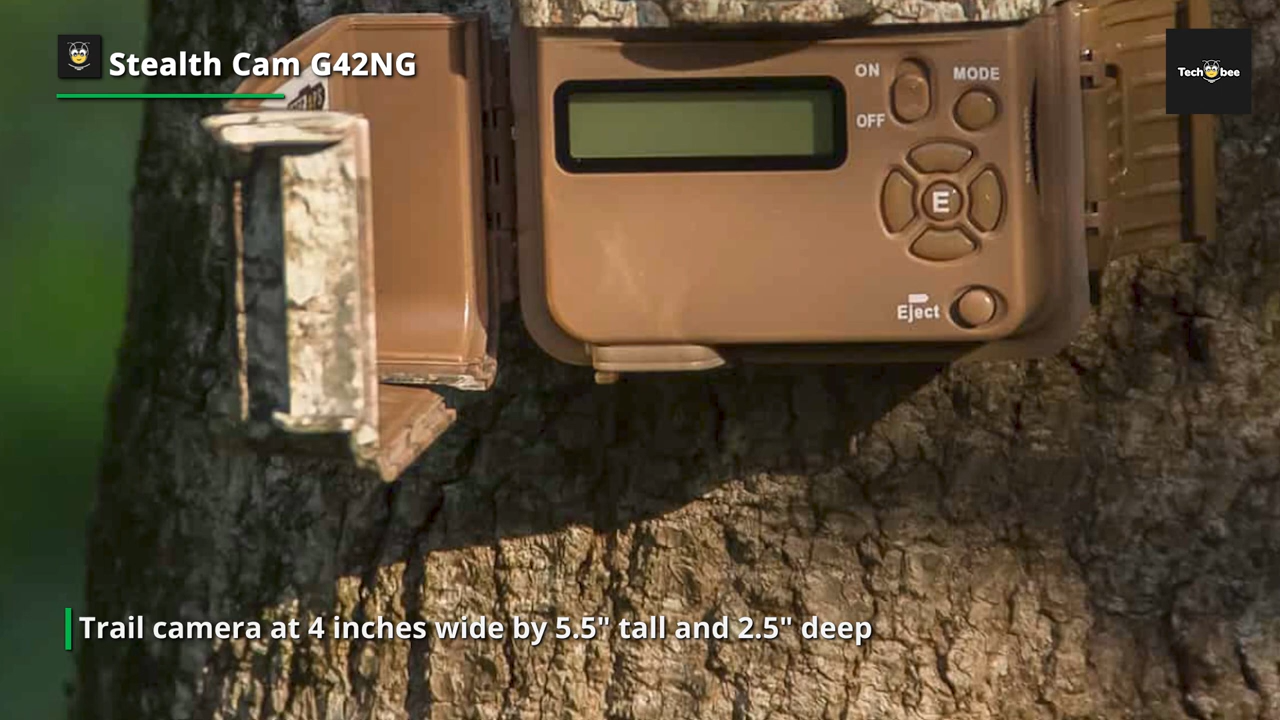 Stealth Cam G42NG
Tech bee
ON
MODE
OFF
E
Eject
Trail camera at 4 inches wide by 5.5" tall and 2.5" deep